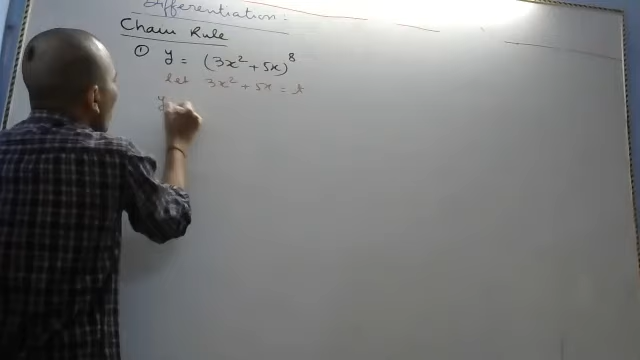 Differentiation:
Chain Rule
① y = (3x² + 5x)⁸
let 3x² + 5x = t
y